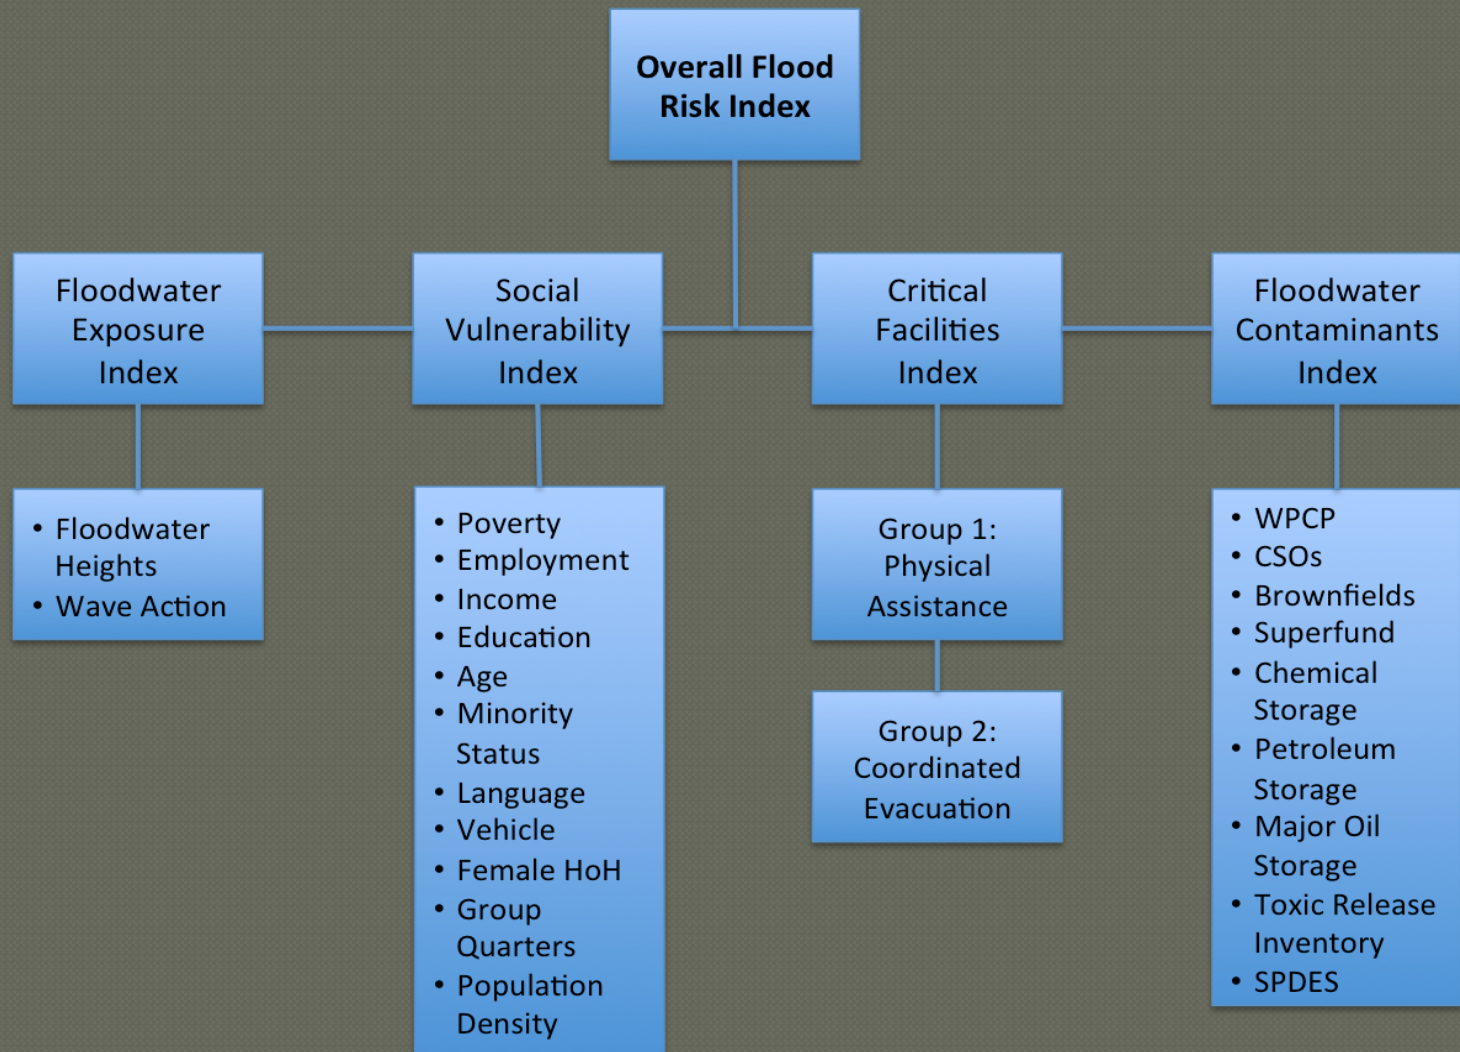 Overall Flood
Risk Index
Floodwater
Exposure
Index
Social
Vulnerability
Index
Critical
Facilities
Index
Floodwater
Contaminants
Index
• Floodwater
Heights
• Wave Action
• Poverty
• Employment
• Income
• Education
• Age
• Minority
Status
• Language
• Vehicle
• Female HoH
• Group
Quarters
• Population
Density
Group 1:
Physical
Assistance
Group 2:
Coordinated
Evacuation
• WPCP
• CSOs
• Brownfields
• Superfund
• Chemical
Storage
• Petroleum
Storage
• Major Oil
Storage
• Toxic Release
Inventory
• SPDES